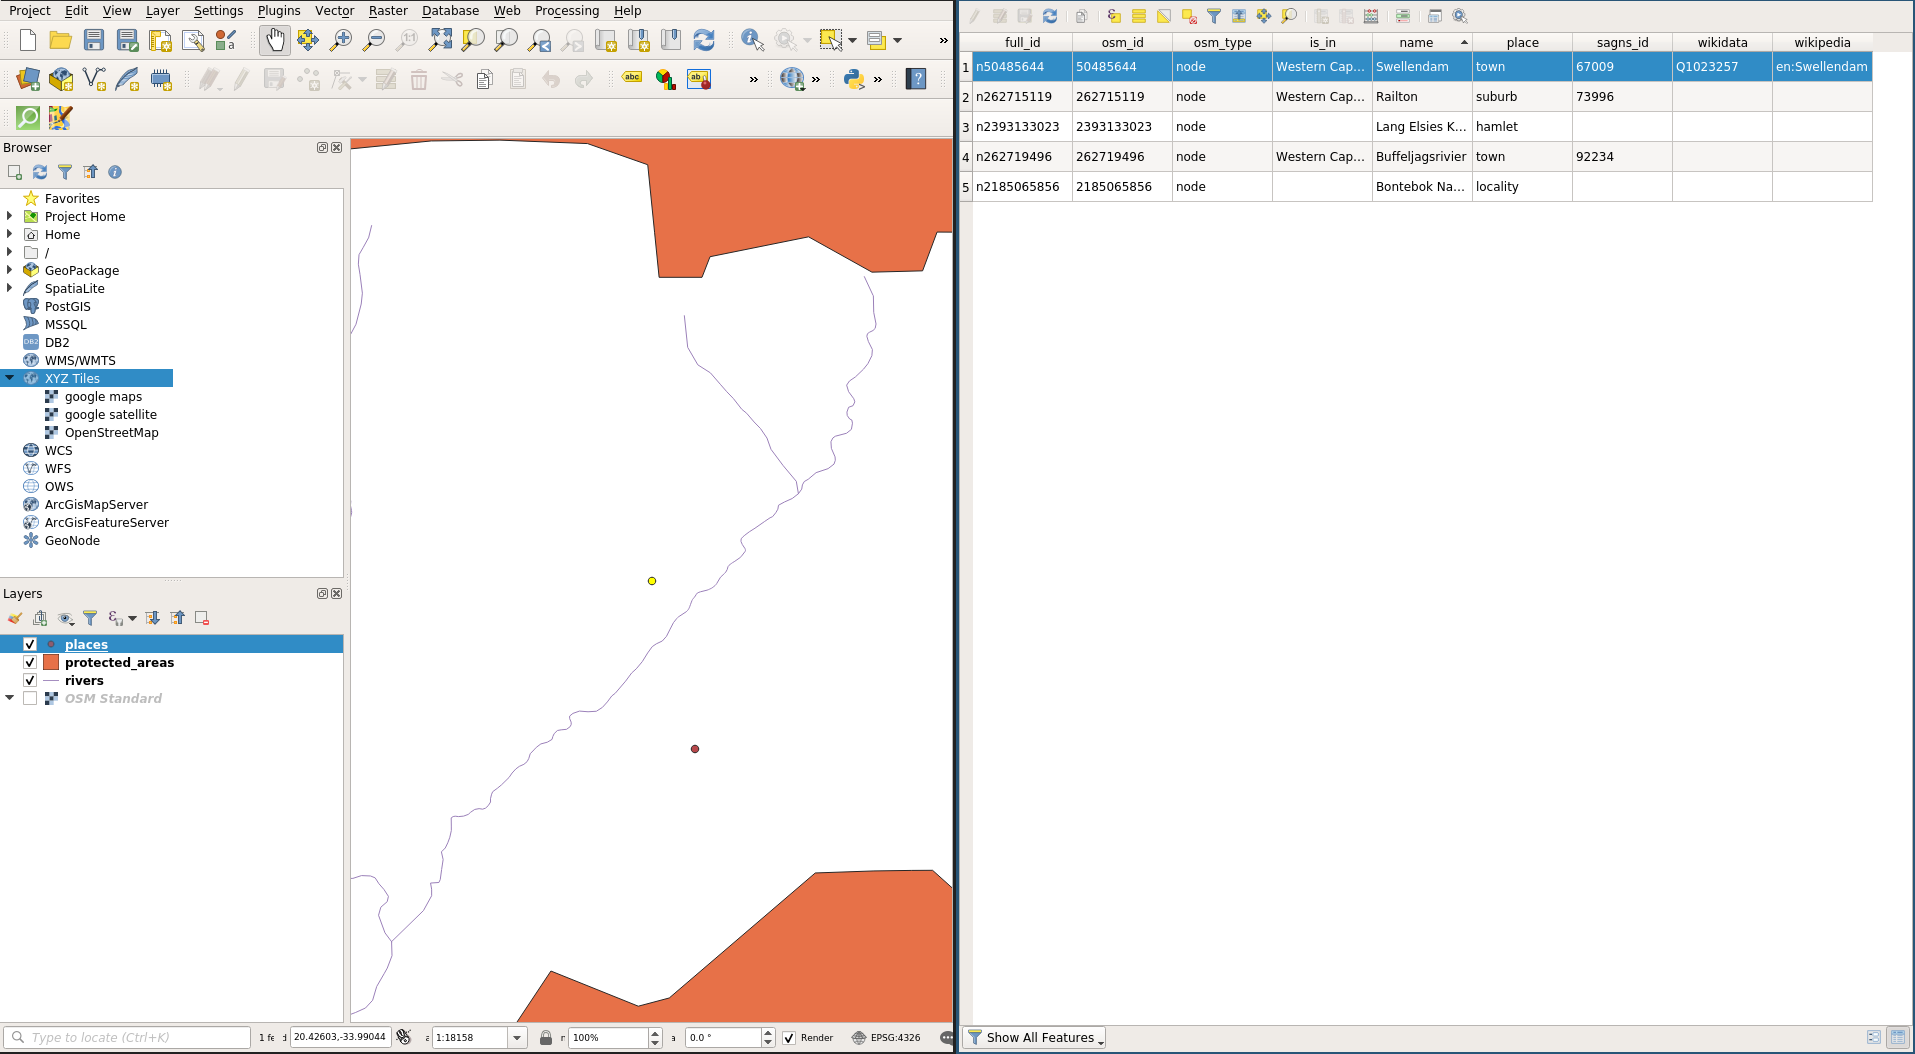 Project Edit View Layer Settings Plugins Vector Raster Database Web Processing Help
»
abc
ab
»
»
»
?
Browser
Favorites
Project Home
Home
/
GeoPackage
SpatiaLite
PostGIS
MSSQL
DB2
WMS/WMTS
XYZ Tiles
google maps
google satellite
OpenStreetMap
WCS
WFS
OWS
ArcGisMapServer
ArcGisFeatureServer
GeoNode
Layers
places
protected_areas
rivers
OSM Standard
Type to locate (Ctrl+K) 1 fe 20.42603,-33.99044 1:18158 100% 0.0 ° Render EPSG:4326
full_id osm_id osm_type is_in name place sagns_id wikidata wikipedia
1 n50485644 50485644 node Western Cap... Swellendam town 67009 Q1023257 en:Swellendam
2 n262715119 262715119 node Western Cap... Railton suburb 73996
3 n2393133023 2393133023 node Lang Elsies K... hamlet
4 n262719496 262719496 node Western Cap... Buffeljagsrivier town 92234
5 n2185065856 2185065856 node Bontebok Na... locality
Show All Features